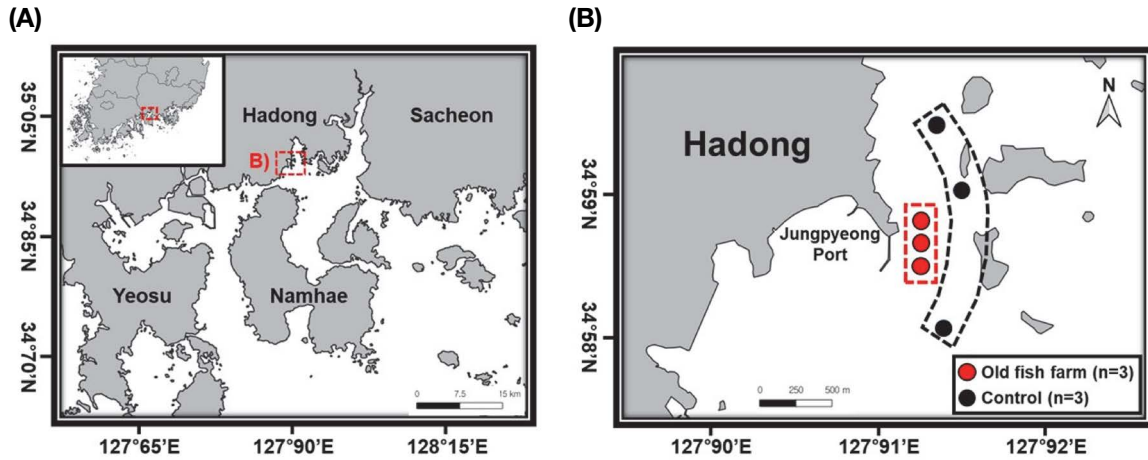 (A)
(B)
35°05'N
34°85'N
34°70'N
Hadong
Sacheon
B)
Yeosu
Namhae
0 7.5 15 km
127°65'E
127°90'E
128°15'E
N
Hadong
34°59'N
34°58'N
Jungpyeong
Port
0 250 500 m
Old fish farm (n=3)
Control (n=3)
127°90'E
127°91'E
127°92'E